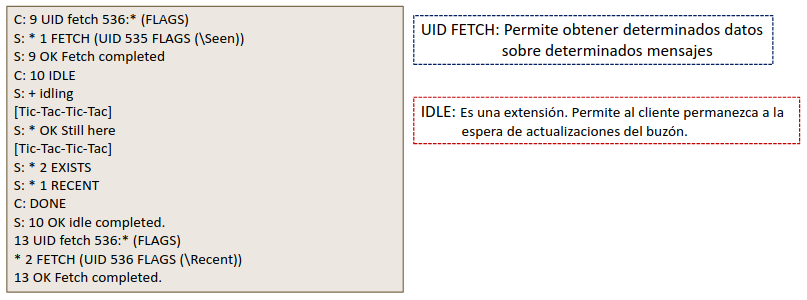 C: 9 UID fetch 536:* (FLAGS)
S: * 1 FETCH (UID 535 FLAGS (\Seen))
S: 9 OK Fetch completed
C: 10 IDLE
S: + idling
[Tic-Tac-Tic-Tac]
S: * OK Still here
[Tic-Tac-Tic-Tac]
S: * 2 EXISTS
S: * 1 RECENT
C: DONE
S: 10 OK idle completed.
13 UID fetch 536:* (FLAGS)
* 2 FETCH (UID 536 FLAGS (\Recent))
13 OK Fetch completed.
UID FETCH: Permite obtener determinados datos
sobre determinados mensajes
IDLE: Es una extensión. Permite al cliente permanezca a la
espera de actualizaciones del buzón.